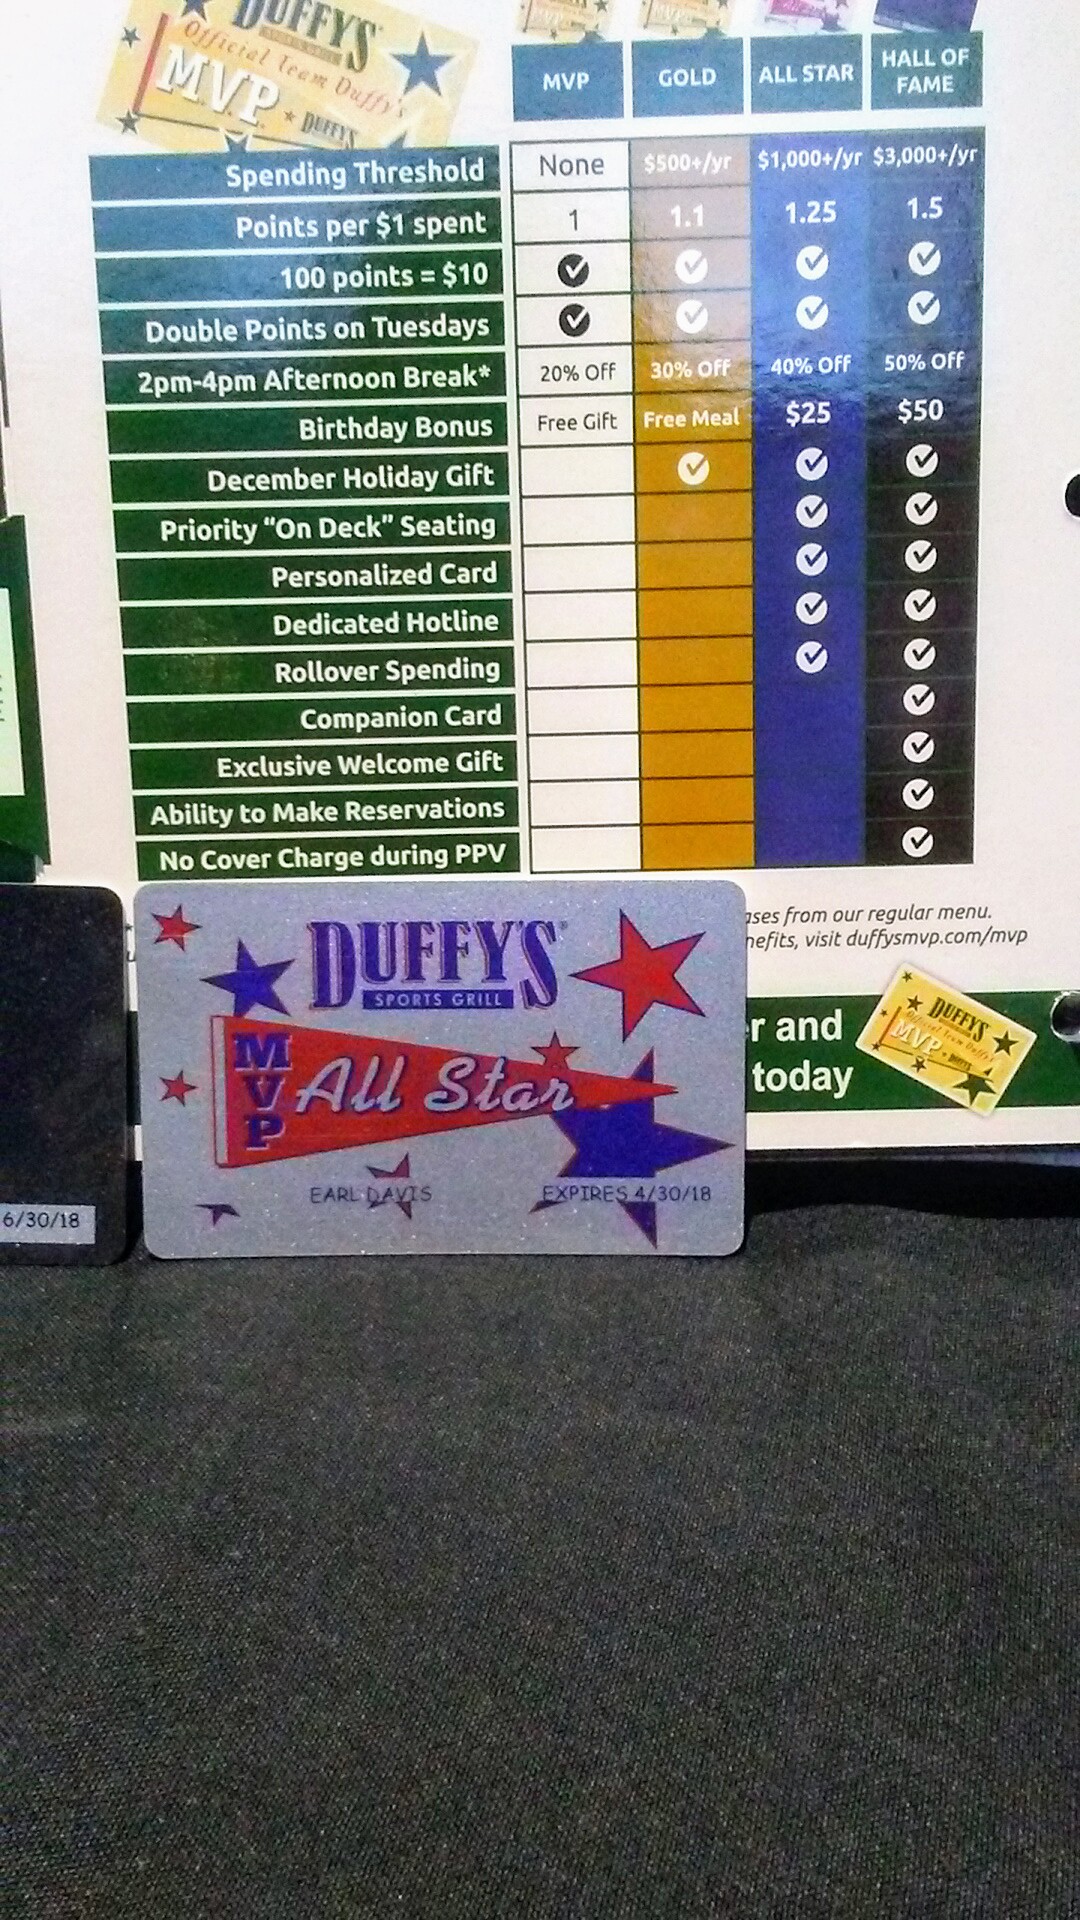 DUFFY'S
Official Team Duffy's
M.V.P.
DUFFY'S
MVP GOLD ALL STAR HALL OF FAME
Spending Threshold None $500+/yr $1,000+/yr $3,000+/yr
Points per $1 spent 1 1.1 1.25 1.5
100 points = $10
Double Points on Tuesdays
2pm-4pm Afternoon Break* 20% Off 30% Off 40% Off 50% Off
Birthday Bonus Free Gift Free Meal $25 $50
December Holiday Gift
Priority “On Deck” Seating
Personalized Card
Dedicated Hotline
Rollover Spending
Companion Card
Exclusive Welcome Gift
Ability to Make Reservations
No Cover Charge during PPV
from our regular menu.
visit duffysmvp.com/mvp
and
today
DUFFY'S
Official Team Duffy's
MVP
DUFFY'S
DUFFY'S
SPORTS GRILL
MVP
All Star
EARL DAVIS EXPIRES 4/30/18
6/30/18